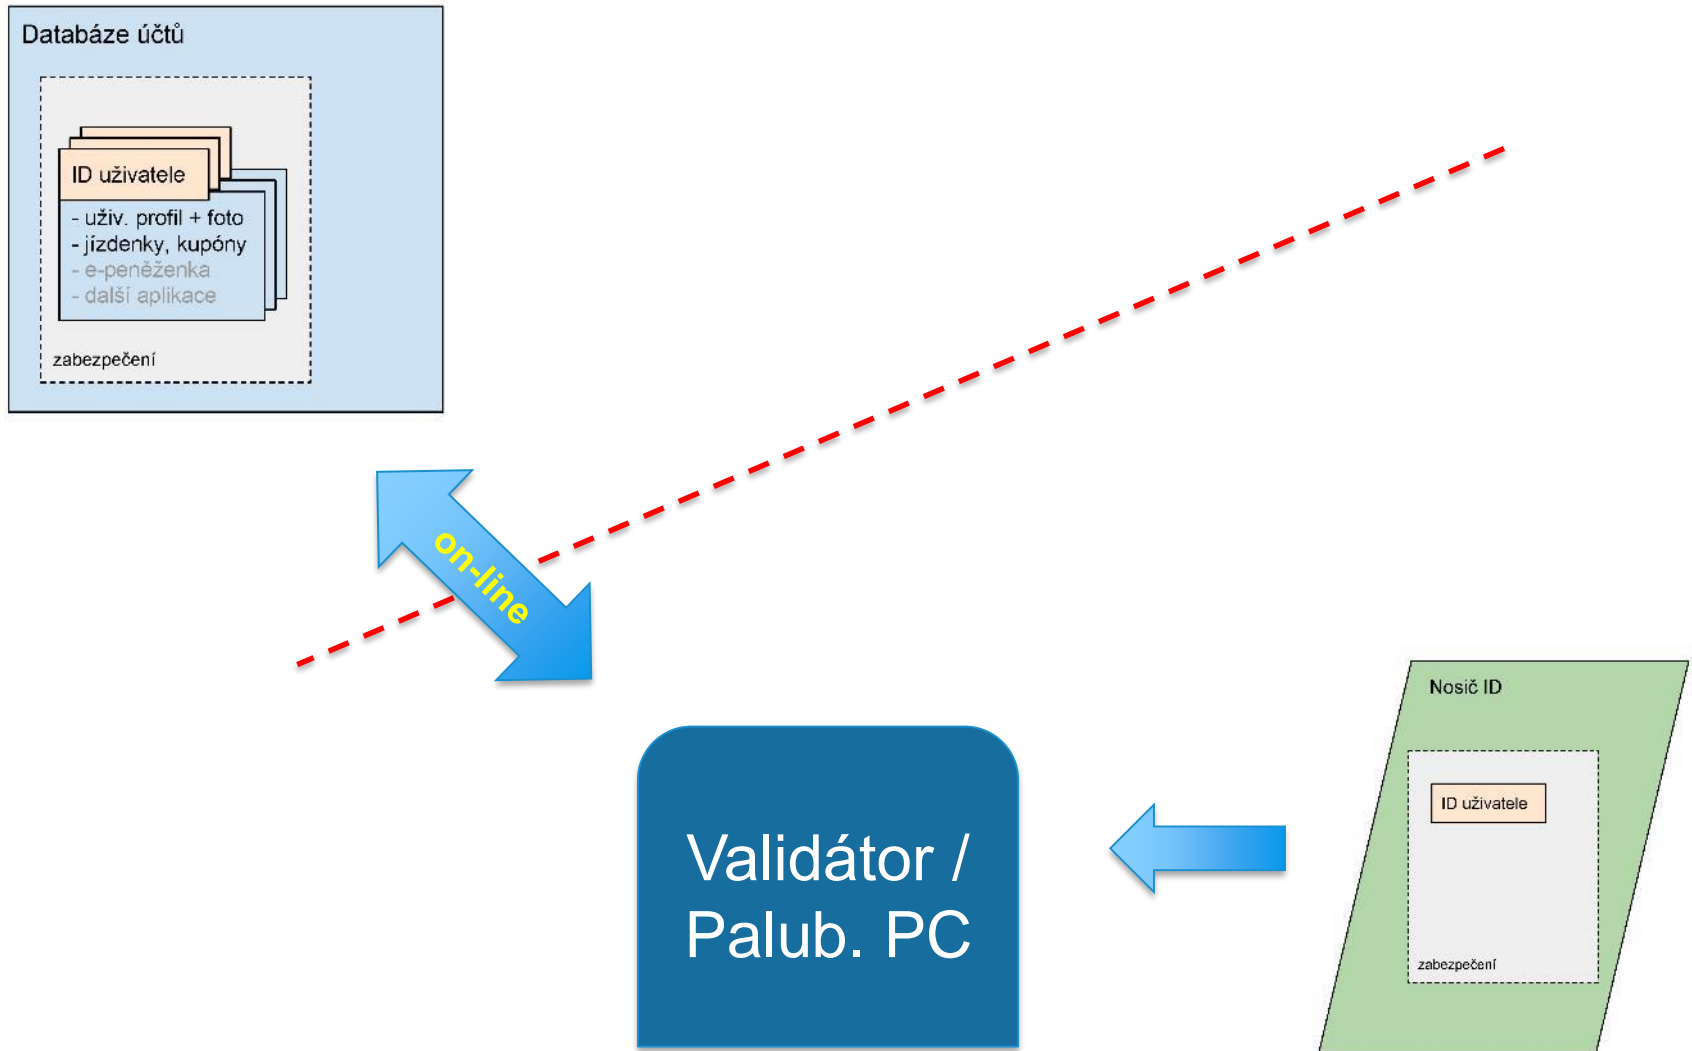 Databáze účtů
ID uživatele
- uživ. profil + foto
- jízdenky, kupóny
- e-peněženka
- další aplikace
zabezpečení
on-line
Validátor /
Palub. PC
Nosič ID
ID uživatele
zabezpečení